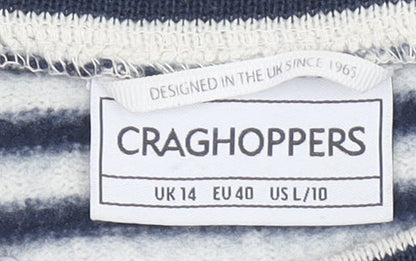 DESIGNED IN THE UK SINCE 1965
CRAGHOPPERS
UK 14 EU 40 US L/10